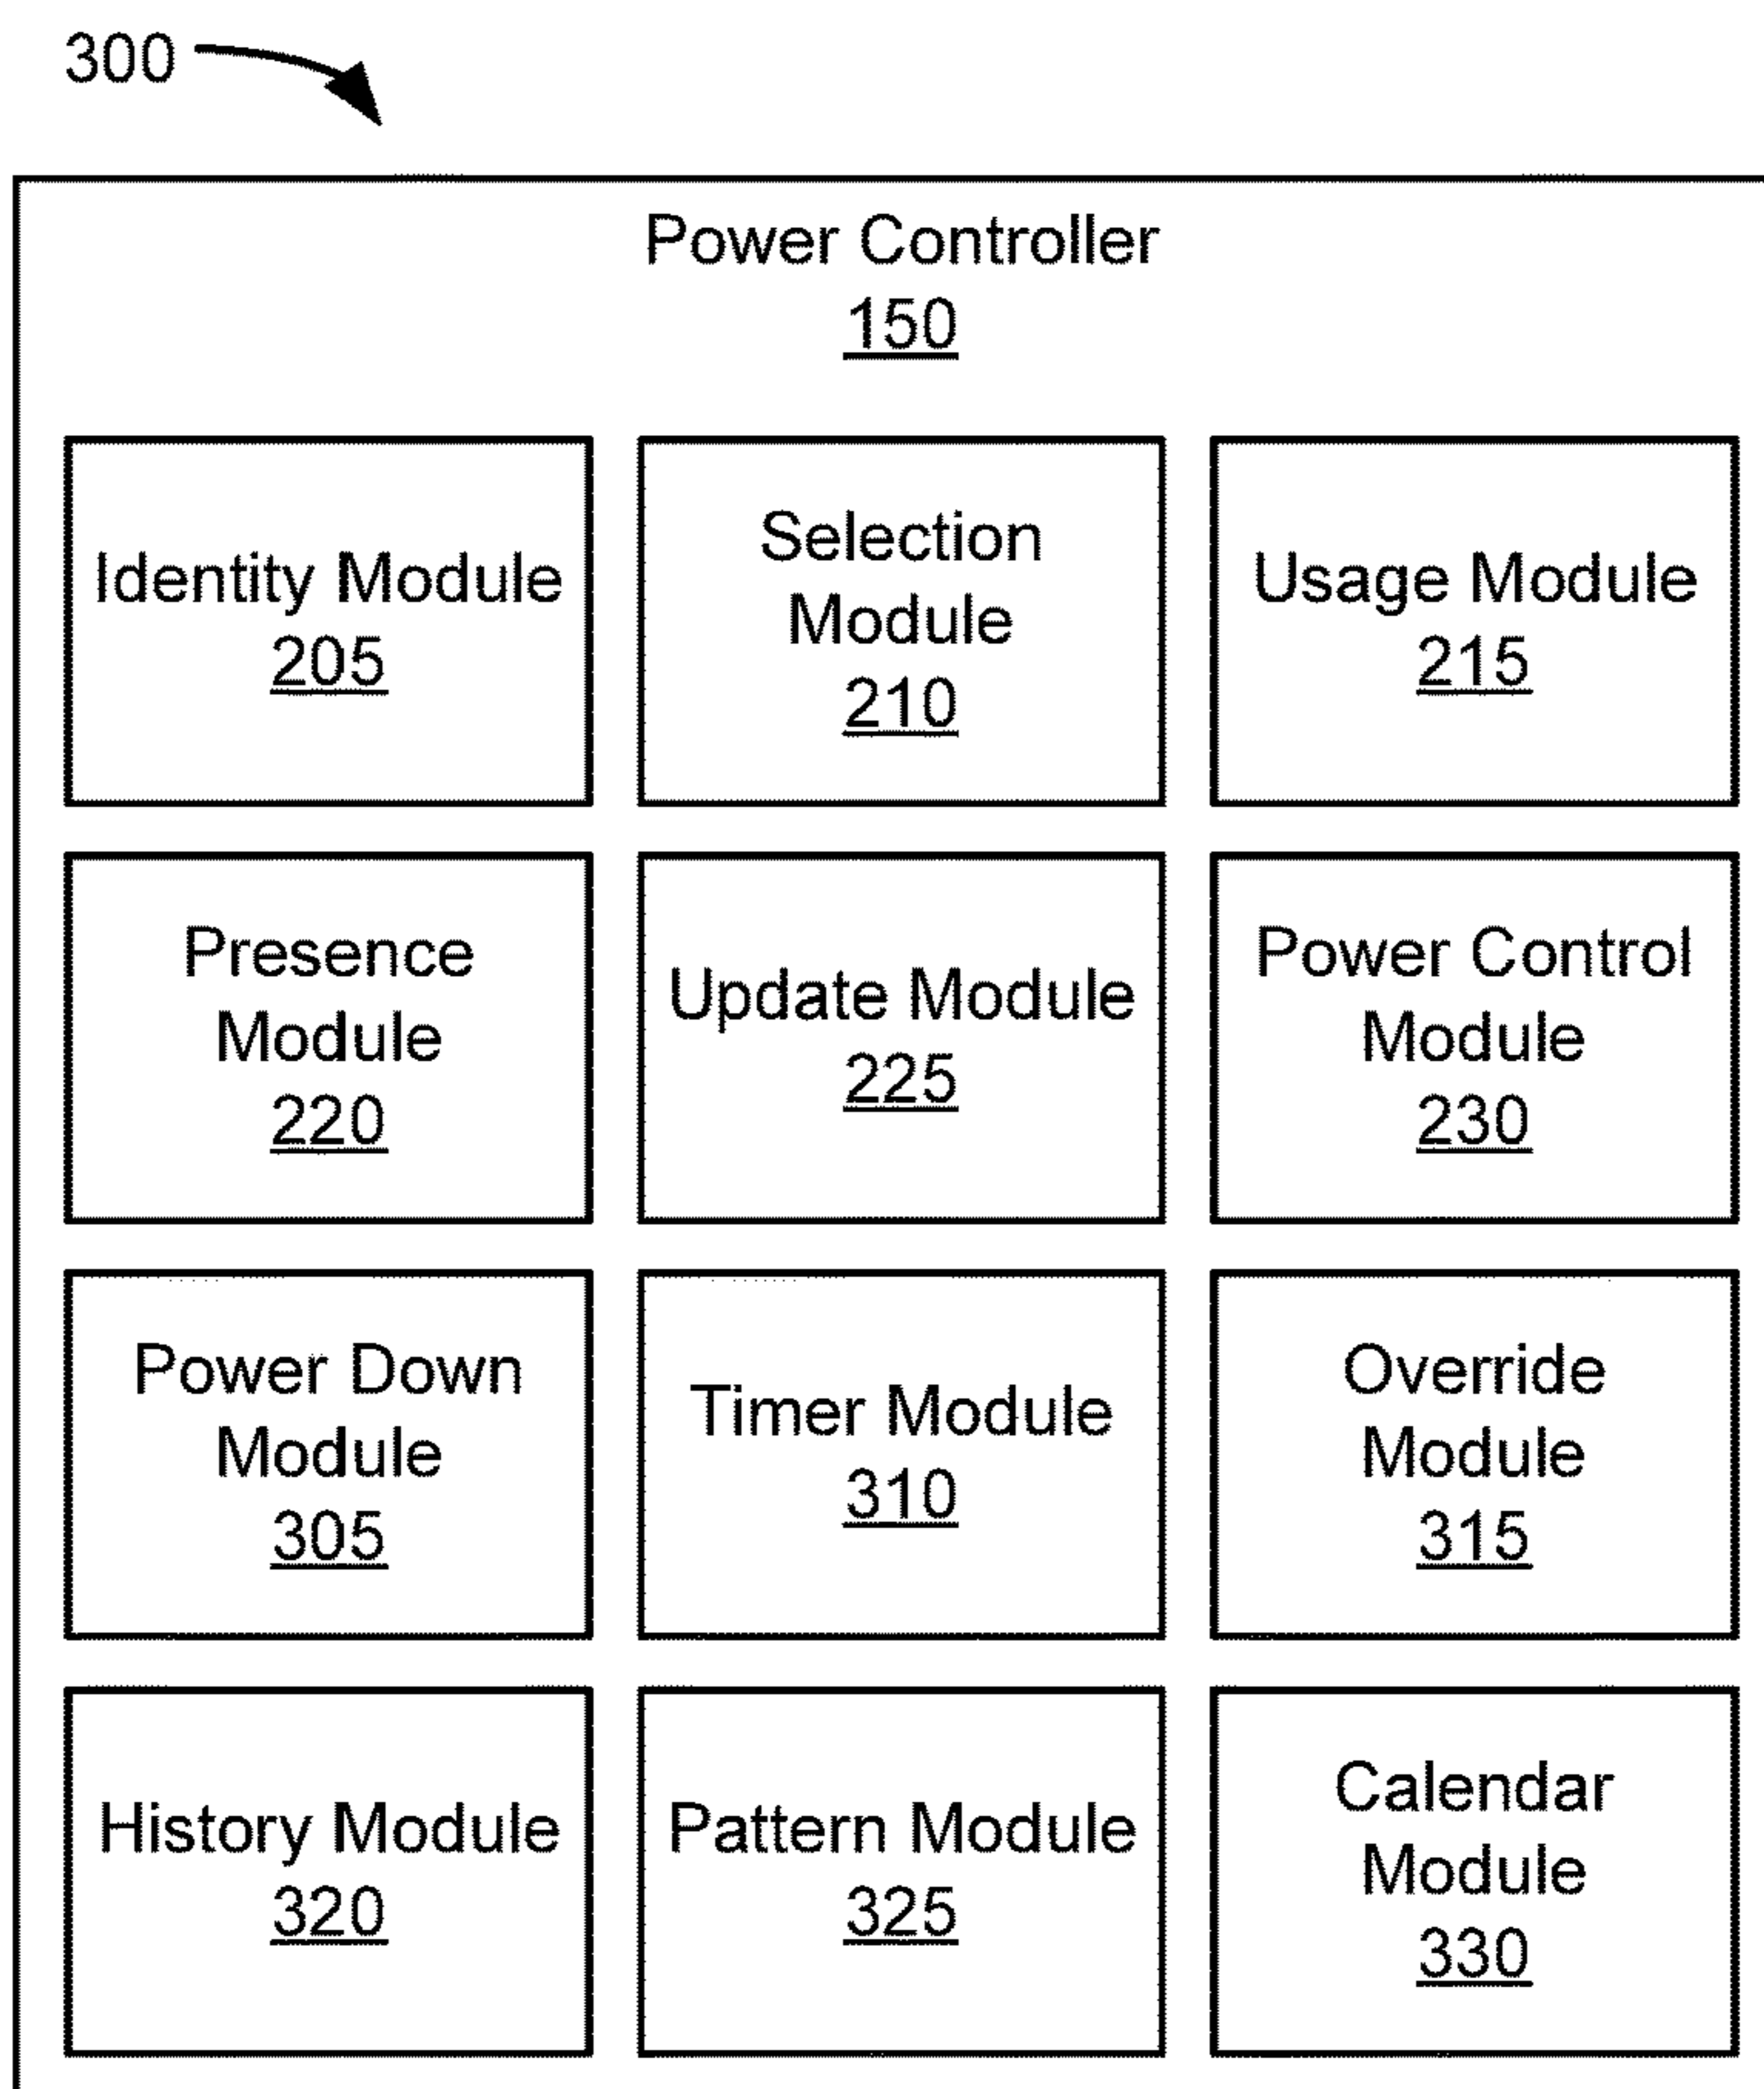 300
Power Controller
150
Identity Module
205
Selection
Module
210
Usage Module
215
Presence
Module
220
Update Module
225
Power Control
Module
230
Power Down
Module
305
Timer Module
310
Override
Module
315
History Module
320
Pattern Module
325
Calendar
Module
330